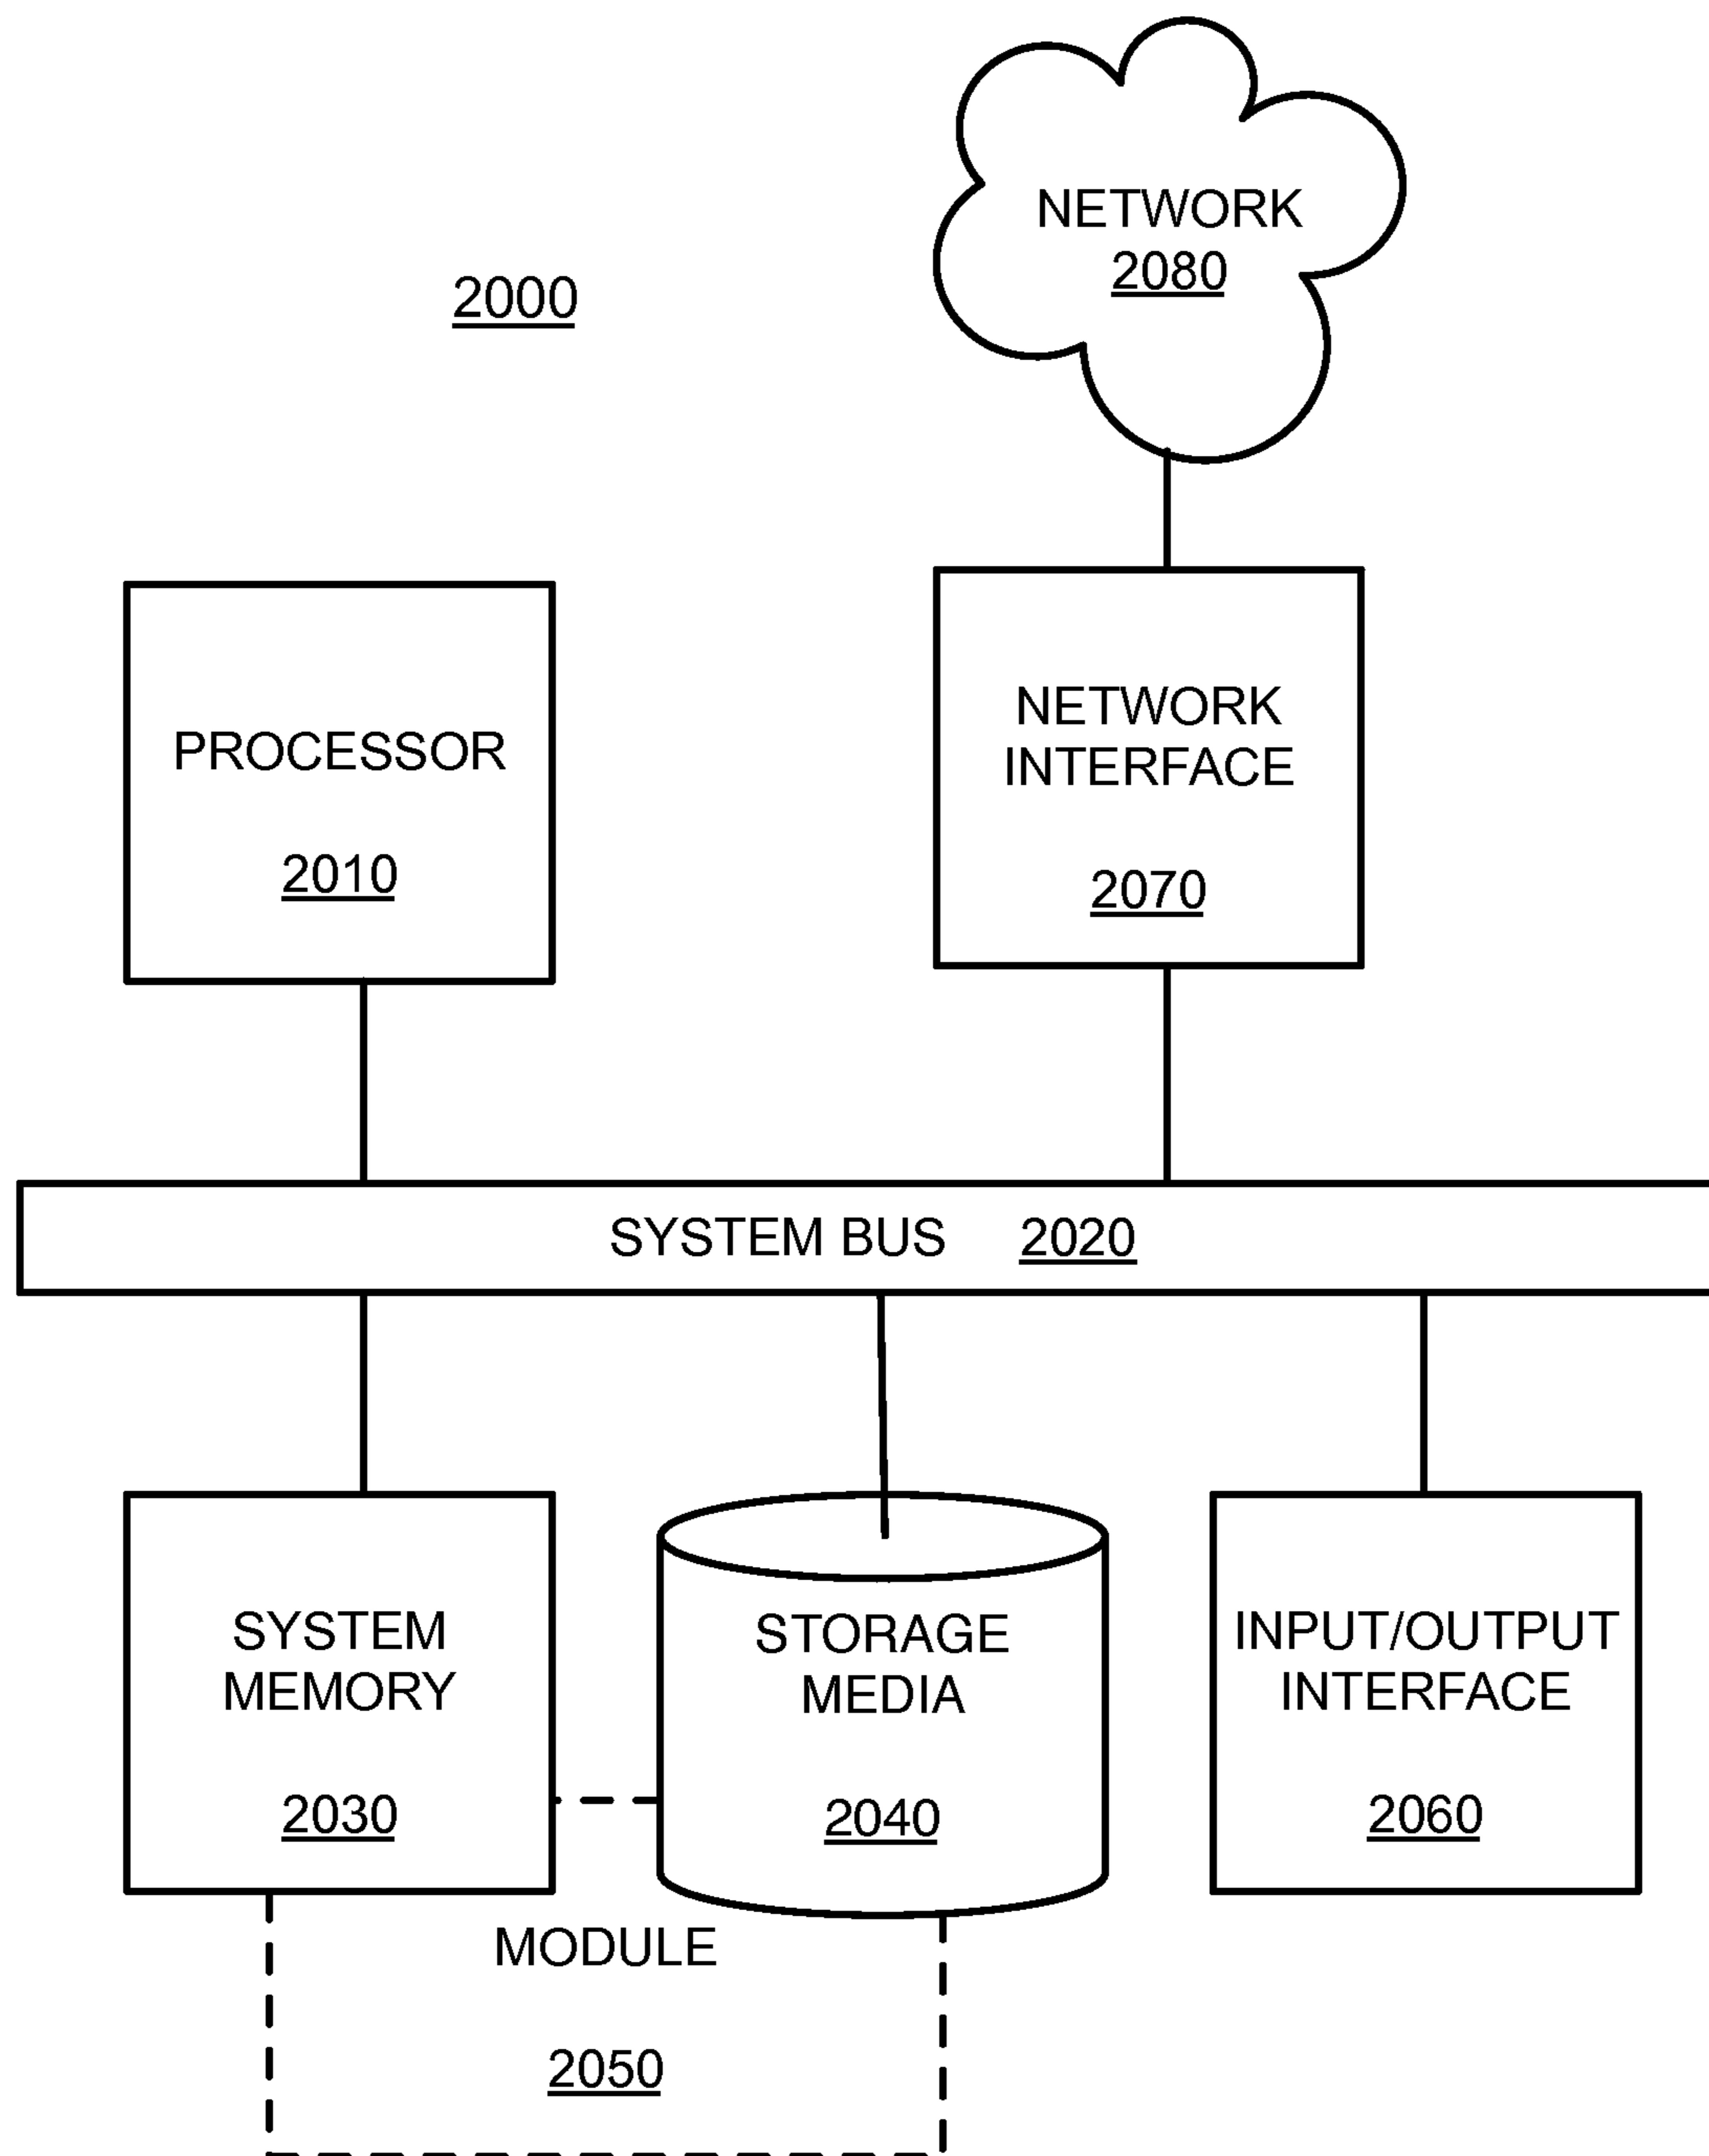 NETWORK
2080
2000
PROCESSOR
2010
NETWORK
INTERFACE
2070
SYSTEM BUS 2020
SYSTEM
MEMORY
2030
STORAGE
MEDIA
2040
INPUT/OUTPUT
INTERFACE
2060
MODULE
2050